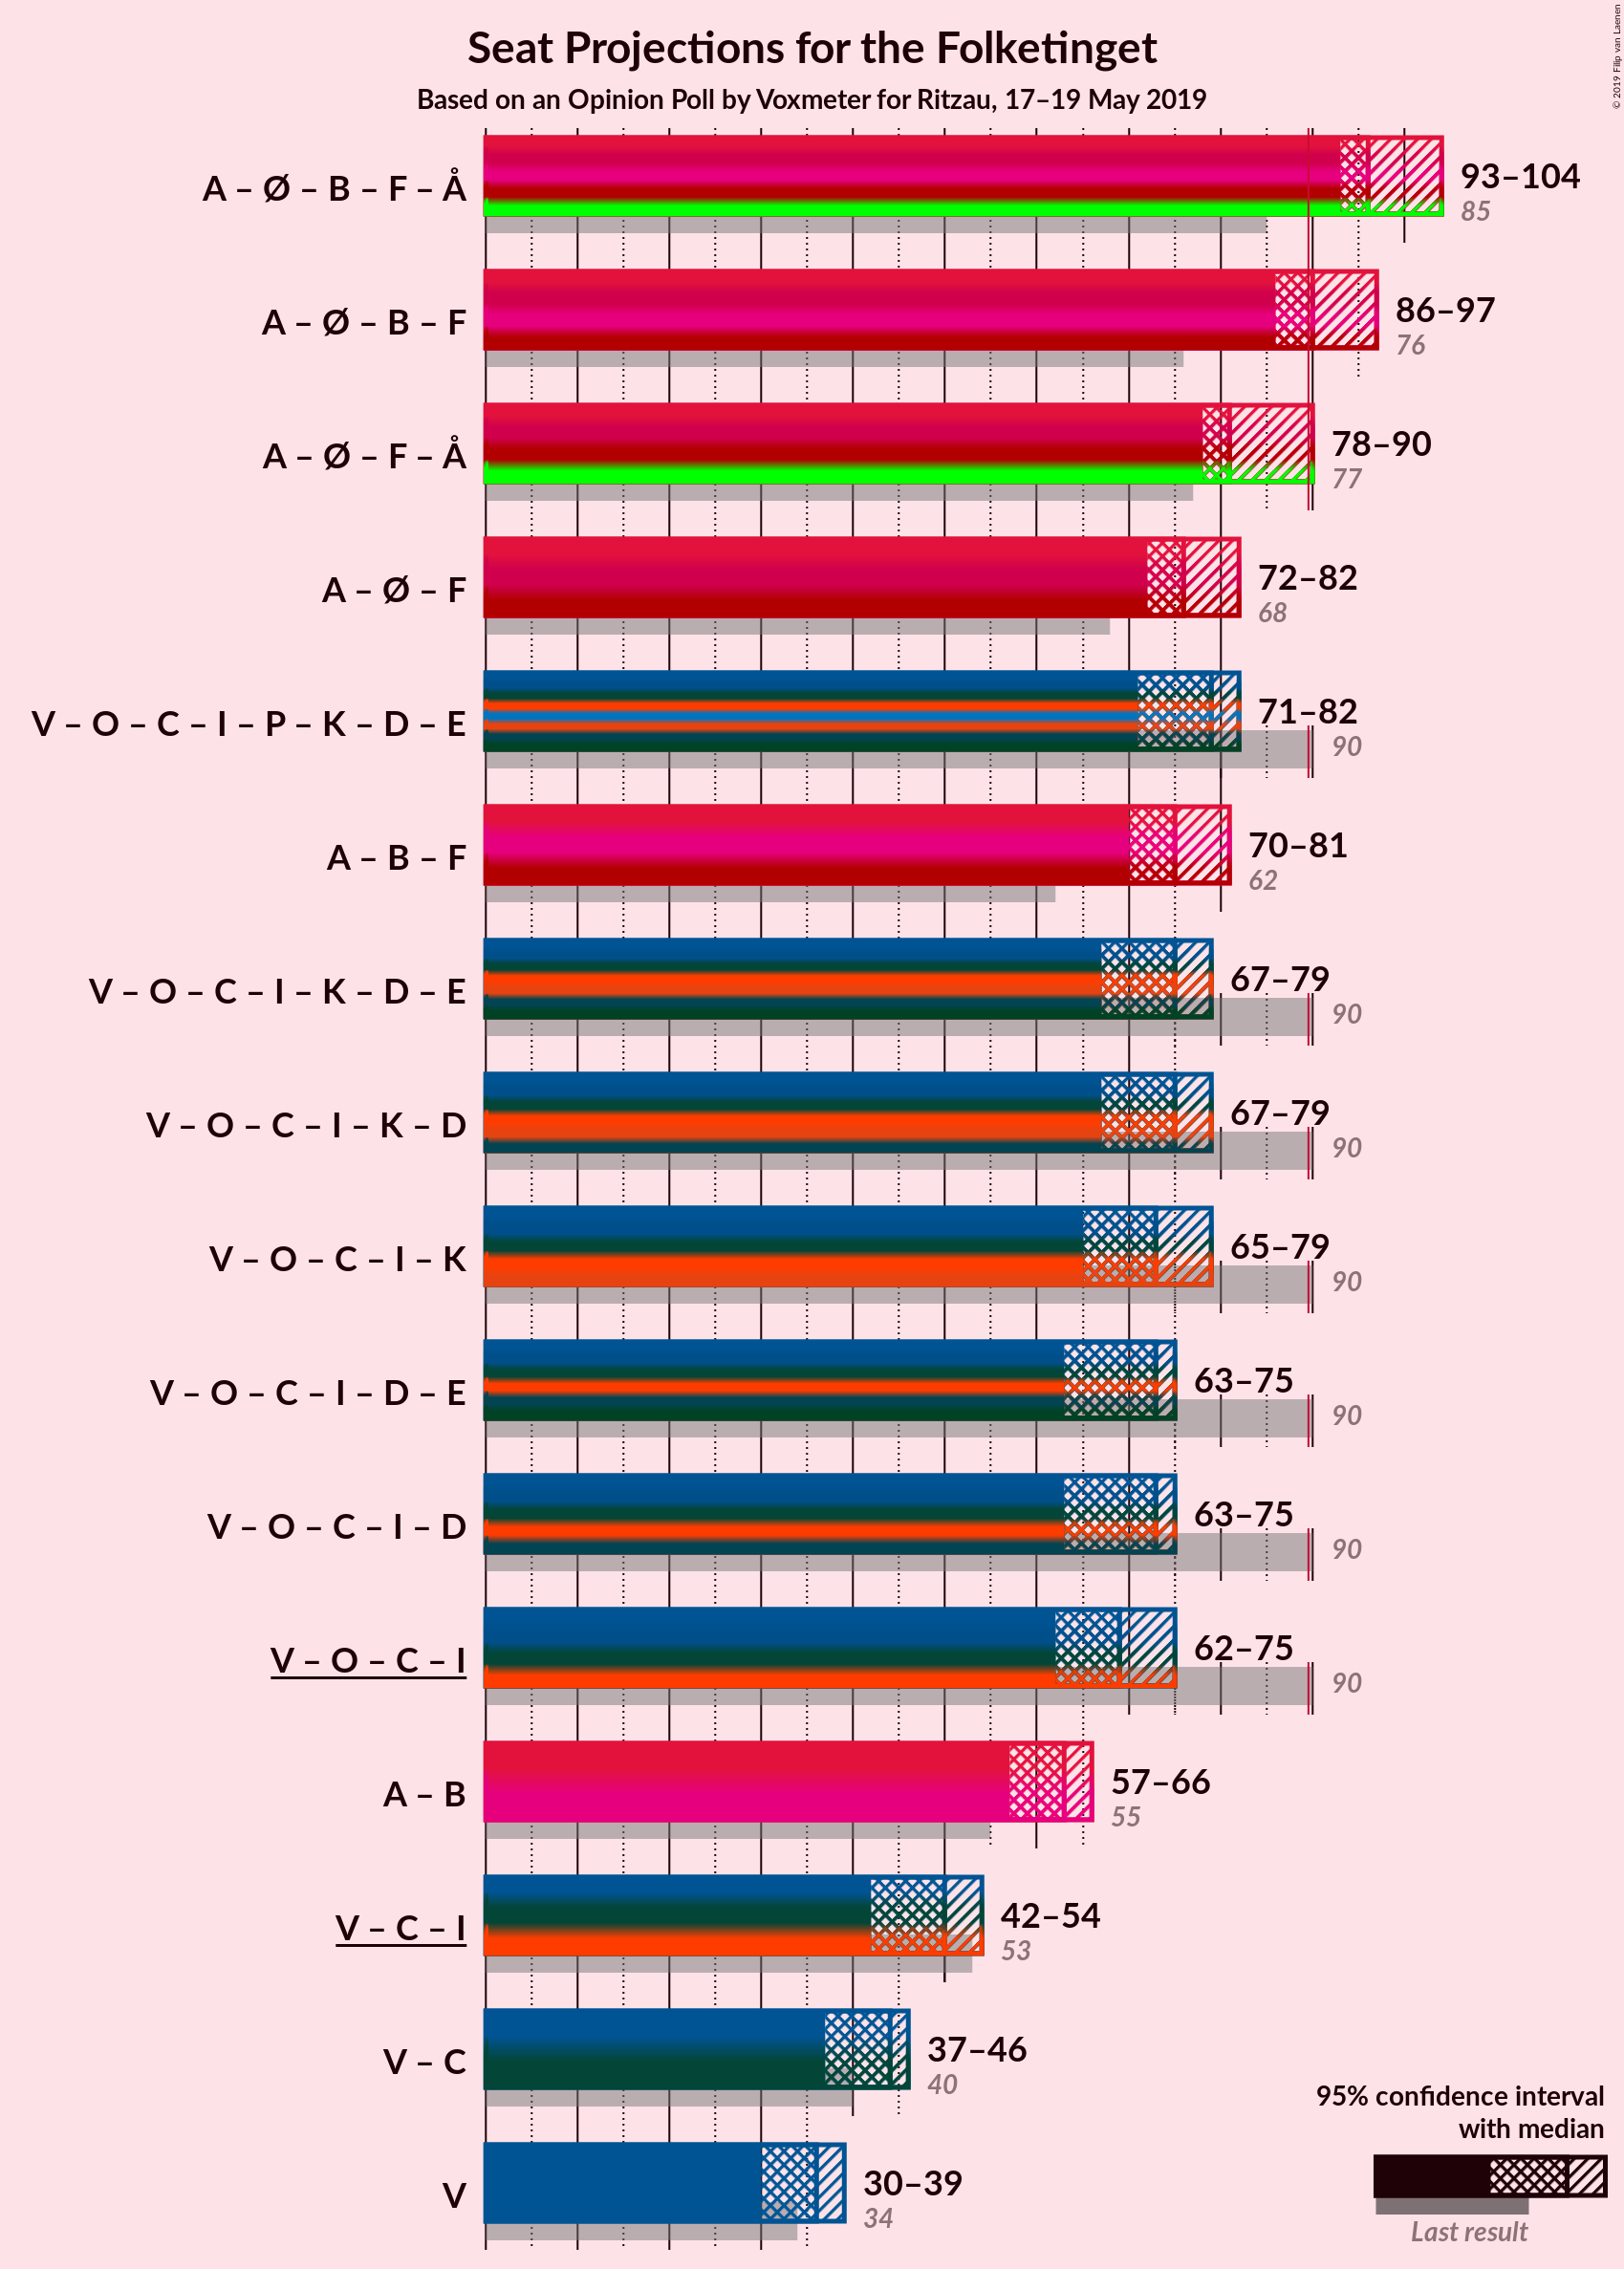 © 2019 Filip van Laenen
Seat Projections for the Folketinget
Based on an Opinion Poll by Voxmeter for Ritzau, 17–19 May 2019
A – Ø – B – F – Å
93–104
85
A – Ø – B – F
86–97
76
A – Ø – F – Å
78–90
77
A – Ø – F
72–82
68
V – O – C – I – P – K – D – E
71–82
90
A – B – F
70–81
62
V – O – C – I – K – D – E
67–79
90
V – O – C – I – K – D
67–79
90
V – O – C – I – K
65–79
90
V – O – C – I – D – E
63–75
90
V – O – C – I – D
63–75
90
V – O – C – I
62–75
90
A – B
57–66
55
V – C – I
42–54
53
V – C
37–46
40
V
30–39
34
95% confidence interval
with median
Last result